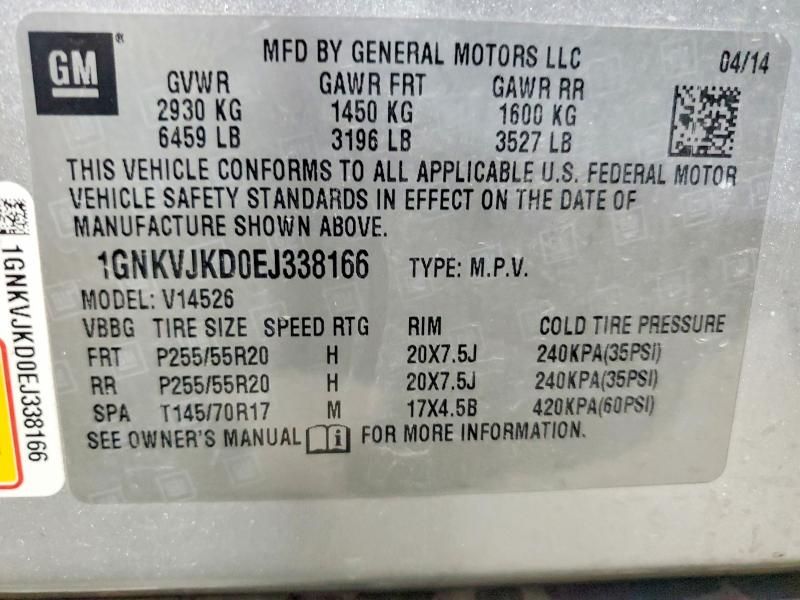 GM®
MFD BY GENERAL MOTORS LLC 04/14
GVWR GAWR FRT GAWR RR
2930 KG 1450 KG 1600 KG
6459 LB 3196 LB 3527 LB
THIS VEHICLE CONFORMS TO ALL APPLICABLE U.S. FEDERAL MOTOR
VEHICLE SAFETY STANDARDS IN EFFECT ON THE DATE OF
MANUFACTURE SHOWN ABOVE.
1GNKVJKD0EJ338166 TYPE: M.P.V.
MODEL: V14526
VBBG TIRE SIZE SPEED RTG RIM COLD TIRE PRESSURE
FRT P255/55R20 H 20X7.5J 240KPA(35PSI)
RR P255/55R20 H 20X7.5J 240KPA(35PSI)
SPA T145/70R17 M 17X4.5B 420KPA(60PSI)
SEE OWNER'S MANUAL i FOR MORE INFORMATION.
1GNKVJKD0EJ338166